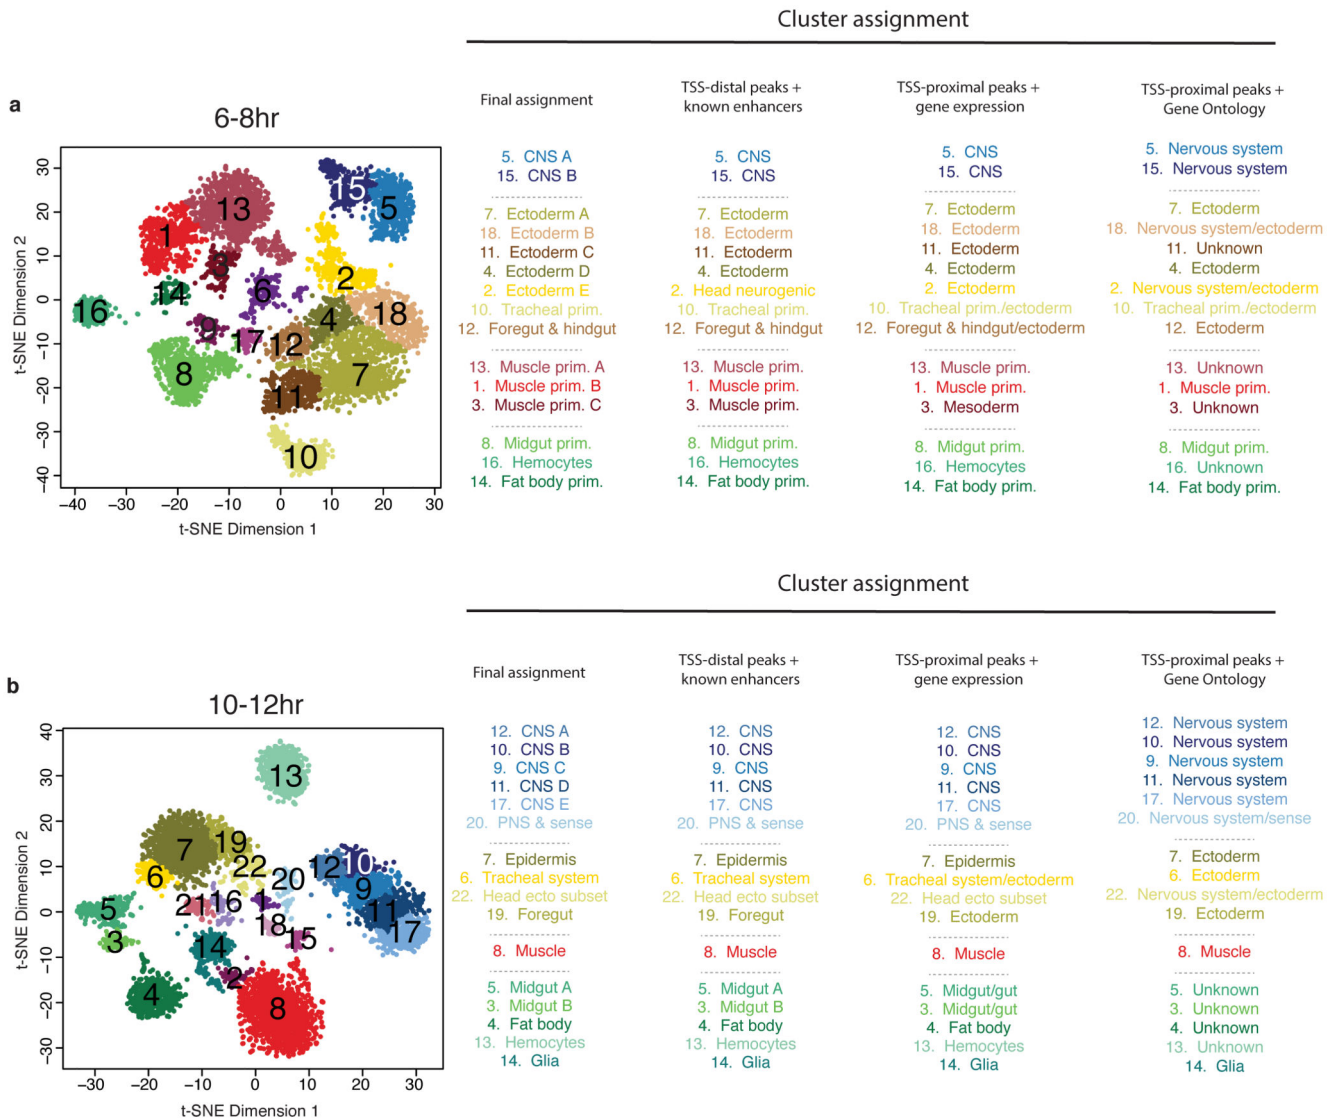 Cluster assignment
Final assignment
TSS-distal peaks +
known enhancers
TSS-proximal peaks +
gene expression
TSS-proximal peaks +
Gene Ontology
a
6-8hr
t-SNE Dimension 2
30
20
10
0
−10
−20
−30
−40
15
5
13
1
3
2
14
6
16
18
4
9
17
12
8
7
11
10
−40
−30
−20
−10
0
10
20
30
t-SNE Dimension 1
5. CNS A
15. CNS B
7. Ectoderm A
18. Ectoderm B
11. Ectoderm C
4. Ectoderm D
2. Ectoderm E
10. Tracheal prim.
12. Foregut & hindgut
13. Muscle prim. A
1. Muscle prim. B
3. Muscle prim. C
8. Midgut prim.
16. Hemocytes
14. Fat body prim.
5. CNS
15. CNS
7. Ectoderm
18. Ectoderm
11. Ectoderm
4. Ectoderm
2. Head neurogenic
10. Tracheal prim.
12. Foregut & hindgut
13. Muscle prim.
1. Muscle prim.
3. Muscle prim.
8. Midgut prim.
16. Hemocytes
14. Fat body prim.
5. CNS
15. CNS
7. Ectoderm
18. Ectoderm
11. Ectoderm
4. Ectoderm
2. Ectoderm
10. Tracheal prim./ectoderm
12. Foregut & hindgut/ectoderm
13. Muscle prim.
1. Muscle prim.
3. Mesoderm
8. Midgut prim.
16. Hemocytes
14. Fat body prim.
5. Nervous system
15. Nervous system
7. Ectoderm
18. Nervous system/ectoderm
11. Unknown
4. Ectoderm
2. Nervous system/ectoderm
10. Tracheal prim./ectoderm
12. Ectoderm
13. Unknown
1. Muscle prim.
3. Unknown
8. Midgut prim.
16. Unknown
14. Fat body prim.
Cluster assignment
Final assignment
TSS-distal peaks +
known enhancers
TSS-proximal peaks +
gene expression
TSS-proximal peaks +
Gene Ontology
b
10-12hr
t-SNE Dimension 2
40
30
20
10
0
−10
−20
−30
13
7
19
22
12
10
6
20
9
5
21
16
1
11
18
17
3
14
15
2
4
8
−30
−20
−10
0
10
20
30
t-SNE Dimension 1
12. CNS A
10. CNS B
9. CNS C
11. CNS D
17. CNS E
20. PNS & sense
7. Epidermis
6. Tracheal system
22. Head ecto subset
19. Foregut
8. Muscle
5. Midgut A
3. Midgut B
4. Fat body
13. Hemocytes
14. Glia
12. CNS
10. CNS
9. CNS
11. CNS
17. CNS
20. PNS & sense
7. Epidermis
6. Tracheal system
22. Head ecto subset
19. Foregut
8. Muscle
5. Midgut A
3. Midgut B
4. Fat body
13. Hemocytes
14. Glia
12. CNS
10. CNS
9. CNS
11. CNS
17. CNS
20. PNS & sense
7. Epidermis
6. Tracheal system/ectoderm
22. Head ecto subset
19. Ectoderm
8. Muscle
5. Midgut/gut
3. Midgut/gut
4. Fat body
13. Hemocytes
14. Glia
12. Nervous system
10. Nervous system
9. Nervous system
11. Nervous system
17. Nervous system
20. Nervous system/sense
7. Ectoderm
6. Ectoderm
22. Nervous system/ectoderm
19. Ectoderm
8. Muscle
5. Unknown
3. Unknown
4. Unknown
13. Unknown
14. Glia